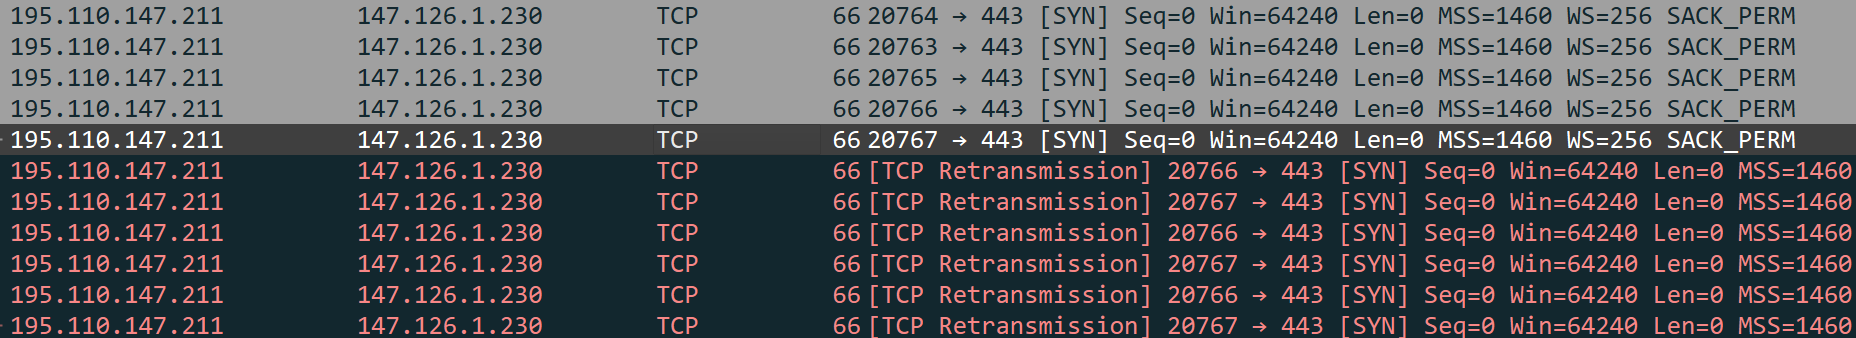 195.110.147.211 147.126.1.230 TCP 66 20764 → 443 [SYN] Seq=0 Win=64240 Len=0 MSS=1460 WS=256 SACK_PERM
195.110.147.211 147.126.1.230 TCP 66 20763 → 443 [SYN] Seq=0 Win=64240 Len=0 MSS=1460 WS=256 SACK_PERM
195.110.147.211 147.126.1.230 TCP 66 20765 → 443 [SYN] Seq=0 Win=64240 Len=0 MSS=1460 WS=256 SACK_PERM
195.110.147.211 147.126.1.230 TCP 66 20766 → 443 [SYN] Seq=0 Win=64240 Len=0 MSS=1460 WS=256 SACK_PERM
195.110.147.211 147.126.1.230 TCP 66 20767 → 443 [SYN] Seq=0 Win=64240 Len=0 MSS=1460 WS=256 SACK_PERM
195.110.147.211 147.126.1.230 TCP 66 [TCP Retransmission] 20766 → 443 [SYN] Seq=0 Win=64240 Len=0 MSS=1460
195.110.147.211 147.126.1.230 TCP 66 [TCP Retransmission] 20767 → 443 [SYN] Seq=0 Win=64240 Len=0 MSS=1460
195.110.147.211 147.126.1.230 TCP 66 [TCP Retransmission] 20766 → 443 [SYN] Seq=0 Win=64240 Len=0 MSS=1460
195.110.147.211 147.126.1.230 TCP 66 [TCP Retransmission] 20767 → 443 [SYN] Seq=0 Win=64240 Len=0 MSS=1460
195.110.147.211 147.126.1.230 TCP 66 [TCP Retransmission] 20766 → 443 [SYN] Seq=0 Win=64240 Len=0 MSS=1460
195.110.147.211 147.126.1.230 TCP 66 [TCP Retransmission] 20767 → 443 [SYN] Seq=0 Win=64240 Len=0 MSS=1460